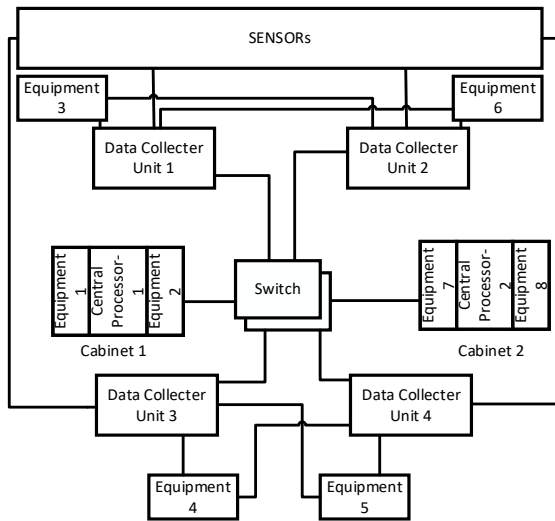 SENSORs
Equipment
3
Equipment
6
Data Collecter
Unit 1
Data Collecter
Unit 2
Equipment
1
Central
Processor-
1
Equipment
2
Switch
Equipment
7
Central
Processor-
2
Equipment
8
Cabinet 1
Cabinet 2
Data Collecter
Unit 3
Data Collecter
Unit 4
Equipment
4
Equipment
5